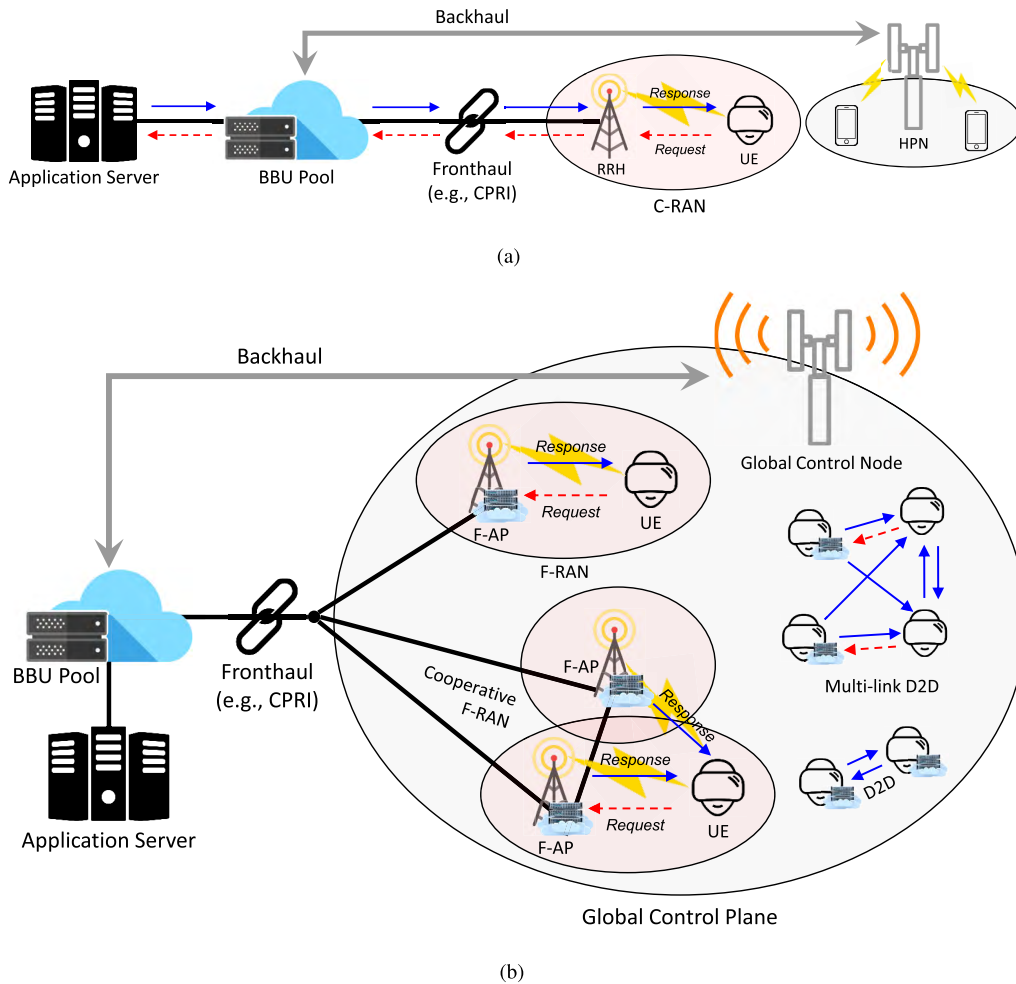 Backhaul
Response
Request
UE
RRH
HPN
Application Server
BBU Pool
Fronthaul
(e.g., CPRI)
C-RAN
(a)
Backhaul
Global Control Node
Response
Request
F-AP
UE
F-RAN
BBU Pool
Fronthaul
(e.g., CPRI)
Cooperative
F-RAN
F-AP
Response
Multi-link D2D
Response
Request
F-AP
UE
D2D
Application Server
Global Control Plane
(b)